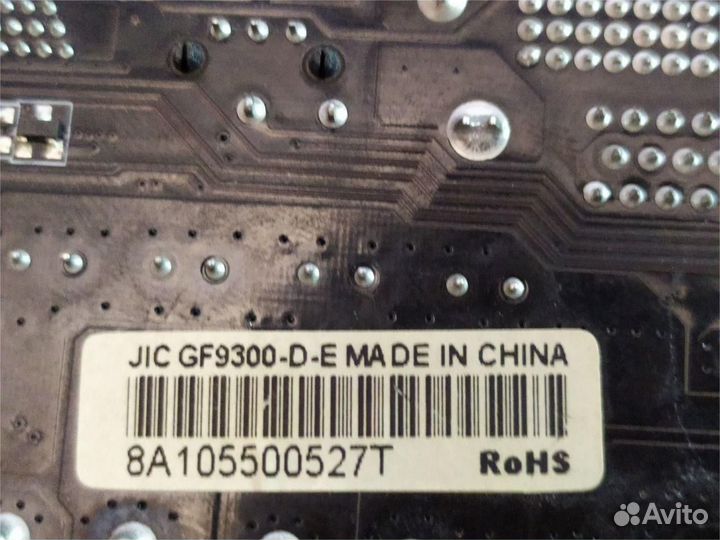 JIC GF9300-D-E MADE IN CHINA
8A105500527T RoHS
Avito